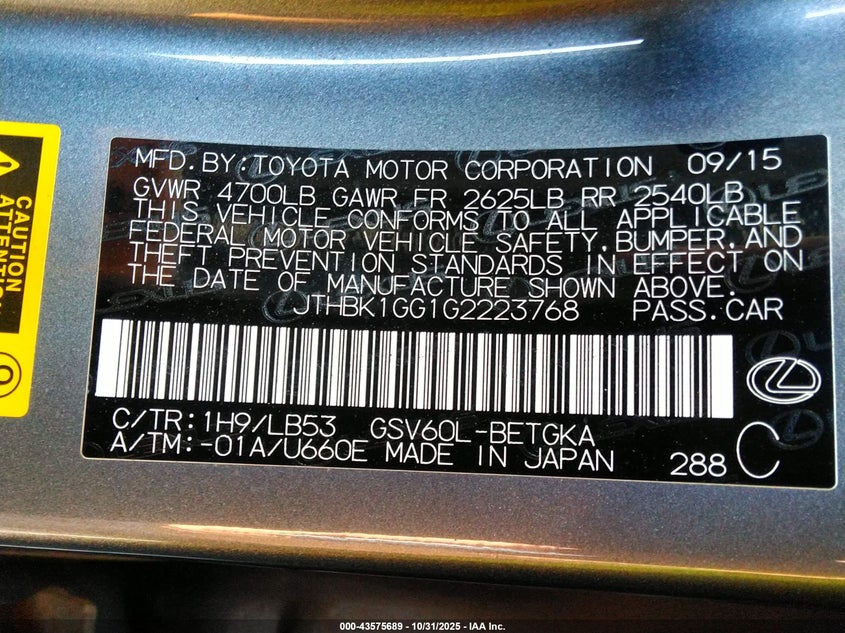 CAUTION
ATTENTION
MFD.BY:TOYOTA MOTOR CORPORATION 09/15
GVWR 4700LB GAWR FR 2625LB RR 2540LB
THIS VEHICLE CONFORMS TO ALL APPLICABLE
FEDERAL MOTOR VEHICLE SAFETY,BUMPER,AND
THEFT PREVENTION STANDARDS IN EFFECT ON
THE DATE OF MANUFACTURE SHOWN ABOVE.
JTHBK1GG1G2223768 PASS.CAR
C/TR:1H9/LB53 GSV60L-BETGKA
A/TM:-01A/U660E MADE IN JAPAN 288 C
000-43575689 - 10/31/2025 - IAA Inc.